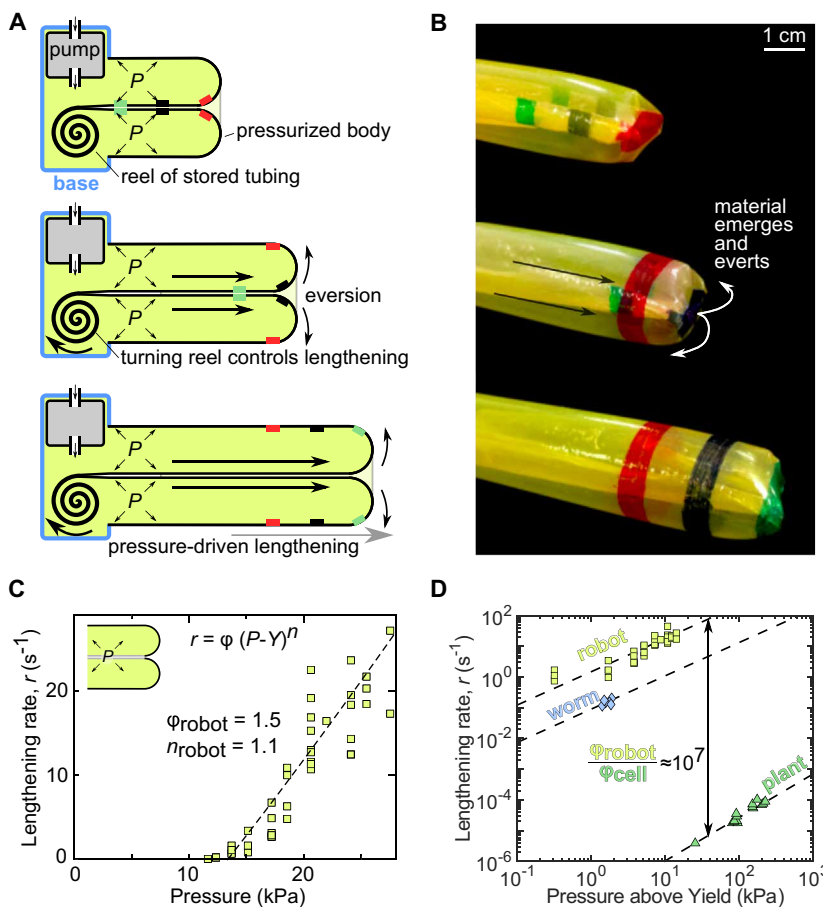 A
pump
P
P
pressurized body
reel of stored tubing
base
P
P
eversion
turning reel controls lengthening
P
P
pressure-driven lengthening
B
1 cm
material
emerges
and
everts
C
Lengthening rate, r (s⁻¹)
20
10
0
0
10
20
Pressure (kPa)
P
r = φ (P-Y)ⁿ
φrobot = 1.5
nrobot = 1.1
D
Lengthening rate, r (s⁻¹)
10²
10⁰
10⁻²
10⁻⁴
10⁻⁶
10⁻¹
10⁰
10¹
10²
10³
Pressure above Yield (kPa)
robot
worm
plant
φrobot
φcell
≈10⁷